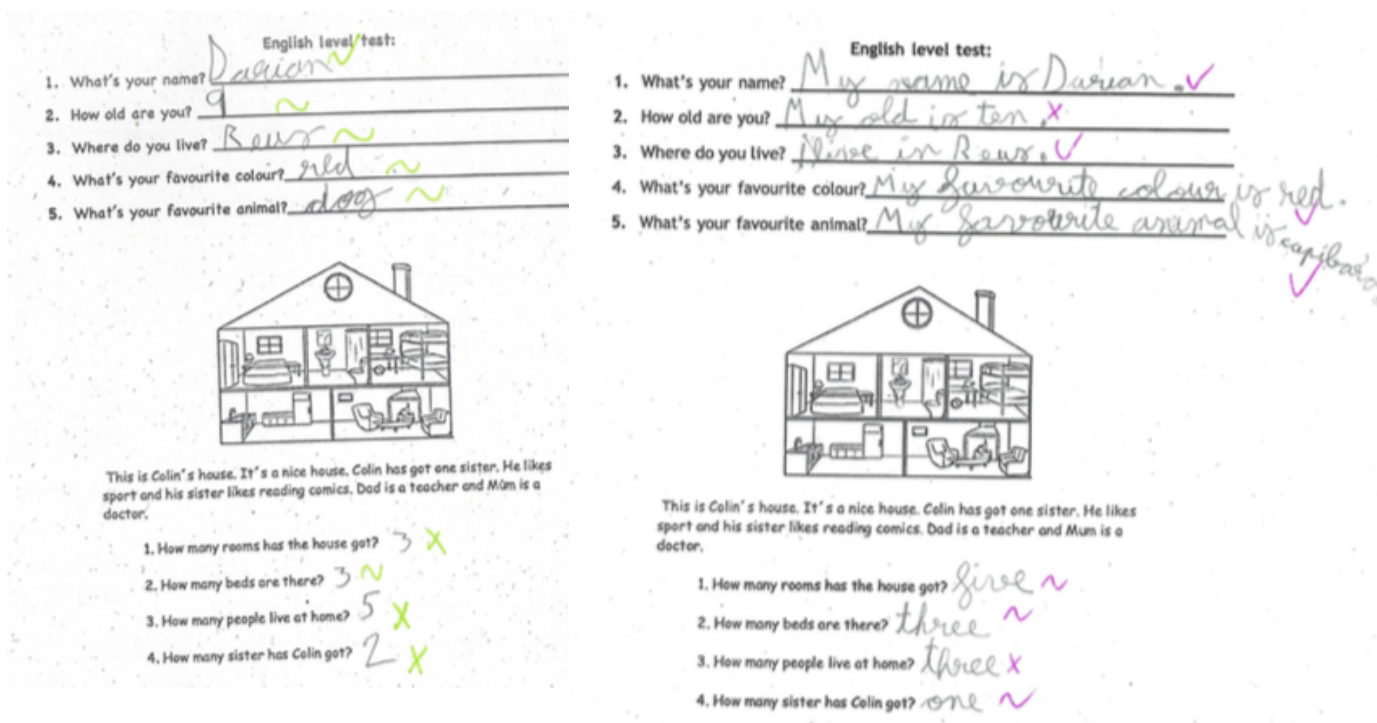 English level test:
1. What's your name? Darian
2. How old are you? 9
3. Where do you live? Reus
4. What's your favourite colour? red
5. What's your favourite animal? dog
This is Colin's house. It's a nice house. Colin has got one sister. He likes
sport and his sister likes reading comics. Dad is a teacher and Mum is a
doctor.
1. How many rooms has the house got? 3
2. How many beds are there? 3
3. How many people live at home? 5
4. How many sister has Colin got? 2
English level test:
1. What's your name? My name is Darian.
2. How old are you? My old is ten.
3. Where do you live? I live in Reus.
4. What's your favourite colour? My favourite colour is red.
5. What's your favourite animal? My favourite animal is capibara
This is Colin's house. It's a nice house. Colin has got one sister. He likes
sport and his sister likes reading comics. Dad is a teacher and Mum is a
doctor.
1. How many rooms has the house got? five
2. How many beds are there? three
3. How many people live at home? three
4. How many sister has Colin got? one